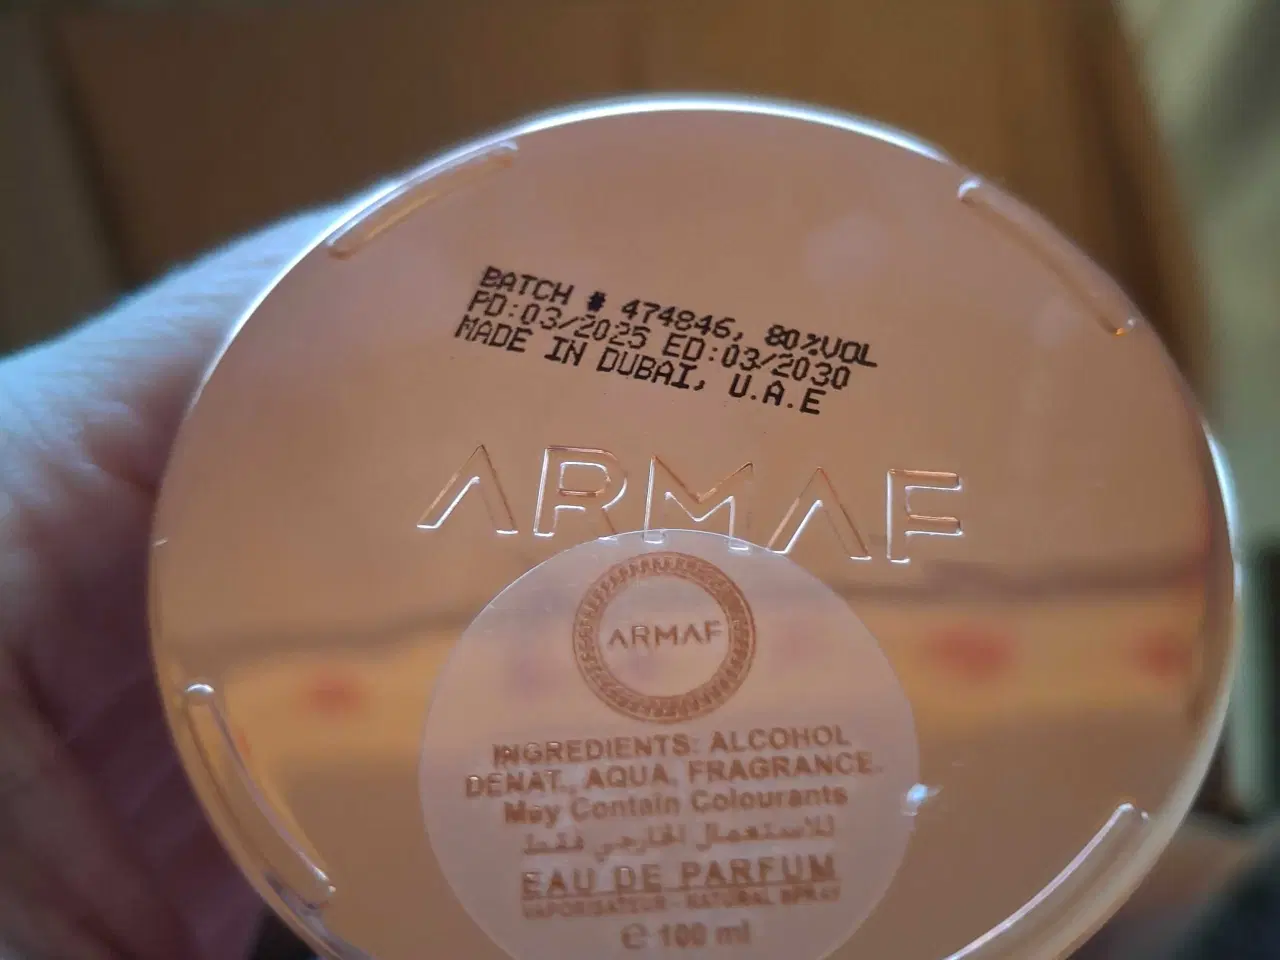 BATCH # 474846, 80%VOL
PD:03/2025 ED:03/2030
MADE IN DUBAI, U.A.E
ARMAF
ARMAF
INGREDIENTS: ALCOHOL
DENAT., AQUA, FRAGRANCE.
May Contain Colourants
للاستعمال الخارجي فقط
EAU DE PARFUM
VAPORISATEUR - NATURAL SPRAY
e 100 ml